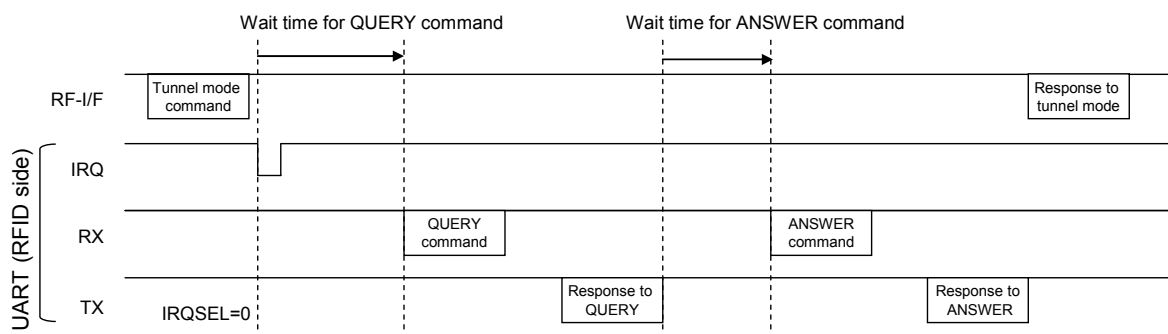 Wait time for QUERY command
Wait time for ANSWER command
RF-I/F
Tunnel mode
command
Response to
tunnel mode
UART (RFID side)
IRQ
RX
QUERY
command
ANSWER
command
TX
IRQSEL=0
Response to
QUERY
Response to
ANSWER